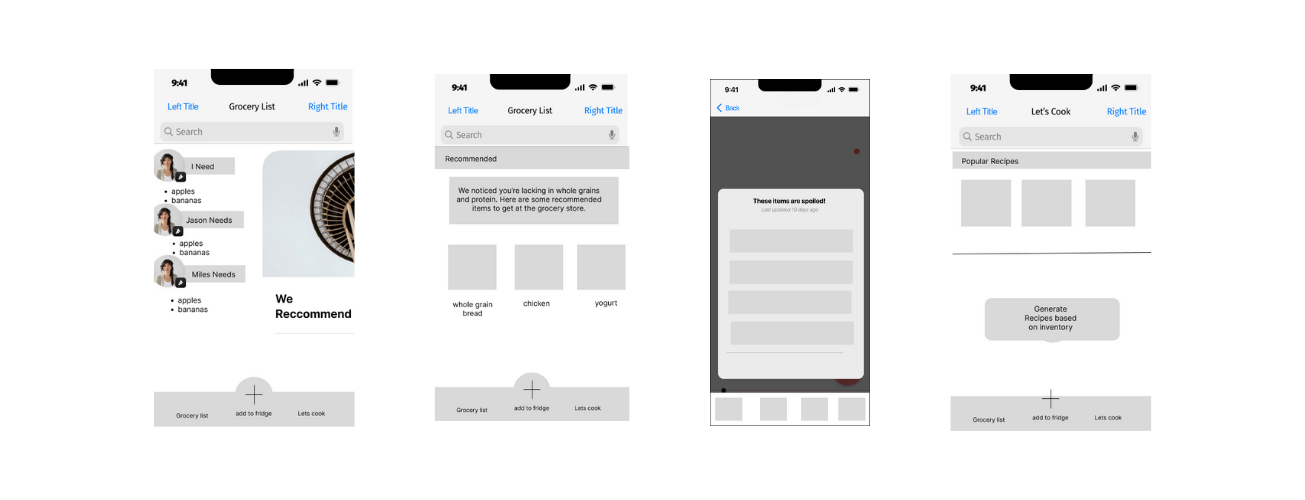 9:41
Left Title
Grocery List
Right Title
Search
I Need
• apples
• bananas
Jason Needs
• apples
• bananas
Miles Needs
• apples
• bananas
We
Reccommend
Grocery list
add to fridge
Lets cook
9:41
Left Title
Grocery List
Right Title
Search
Recommended
We noticed you're lacking in whole grains
and protein. Here are some recommended
items to get at the grocery store.
whole grain
bread
chicken
yogurt
Grocery list
add to fridge
Lets cook
9:41
Back
These items are spoiled!
Last updated 19 days ago
9:41
Left Title
Let's Cook
Right Title
Search
Popular Recipes
Generate
Recipes based
on inventory
Grocery list
add to fridge
Lets cook